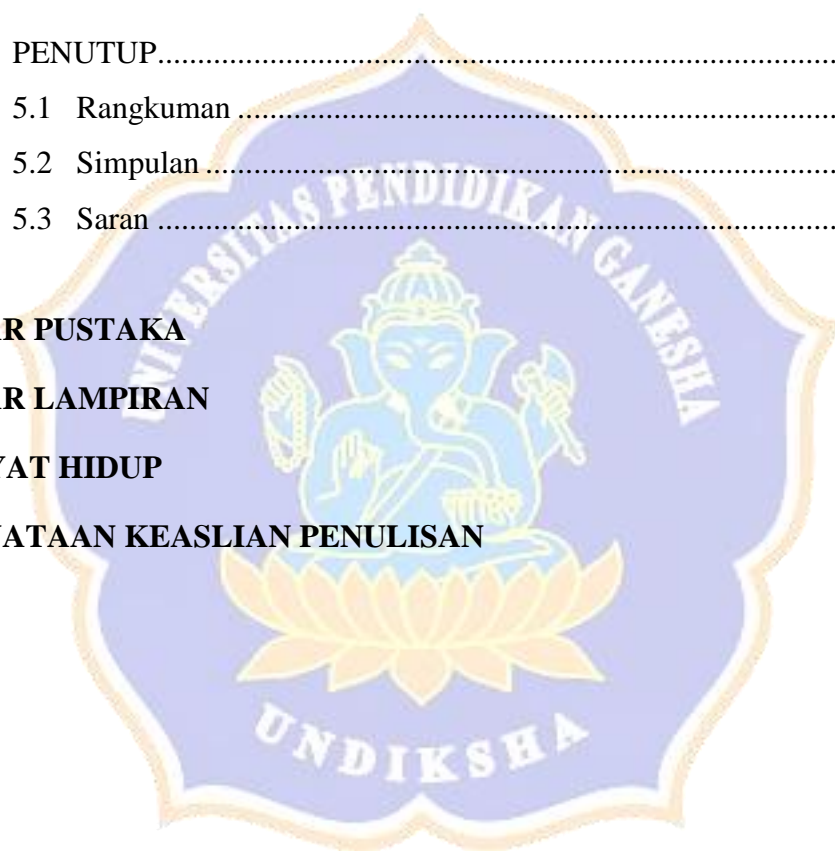 PENUTUP
5.1 Rangkuman
5.2 Simpulan
5.3 Saran
R PUSTAKA
R LAMPIRAN
YAT HIDUP
ATAAN KEASLIAN PENULISAN
UNIVERSITAS PENDIDIKAN GANESHA
UNDIKSHA